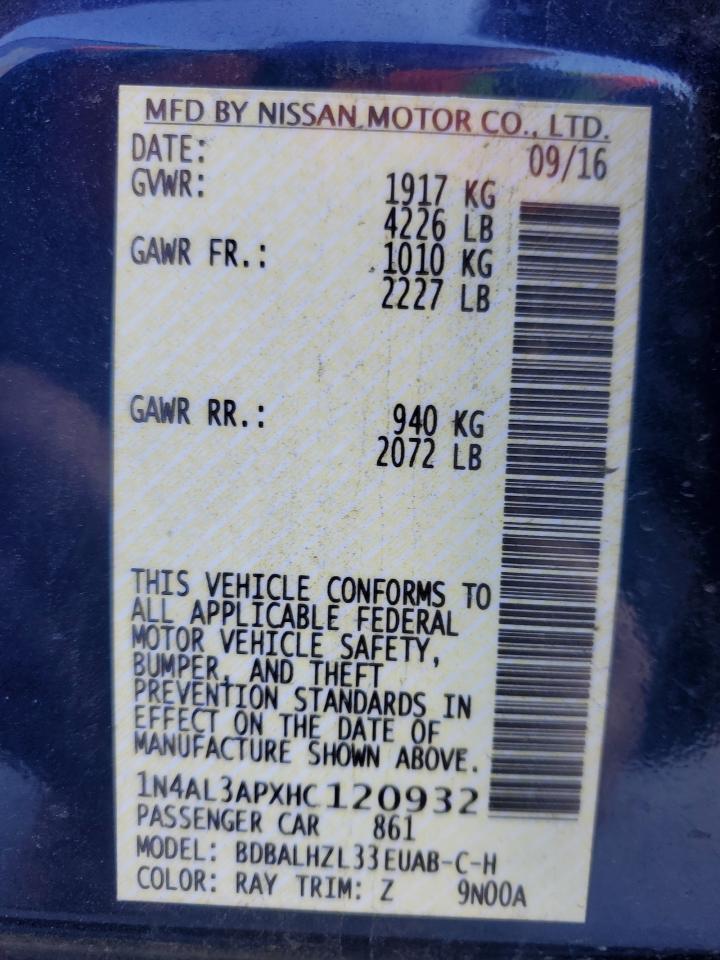 MFD BY NISSAN MOTOR CO., LTD.
DATE: 09/16
GVWR: 1917 KG
4226 LB
GAWR FR.: 1010 KG
2227 LB
GAWR RR.: 940 KG
2072 LB
THIS VEHICLE CONFORMS TO
ALL APPLICABLE FEDERAL
MOTOR VEHICLE SAFETY,
BUMPER, AND THEFT
PREVENTION STANDARDS IN
EFFECT ON THE DATE OF
MANUFACTURE SHOWN ABOVE.
1N4AL3APXHC120932
PASSENGER CAR 861
MODEL: BDBALHZL33EUAB-C-H
COLOR: RAY TRIM: Z 9N00A